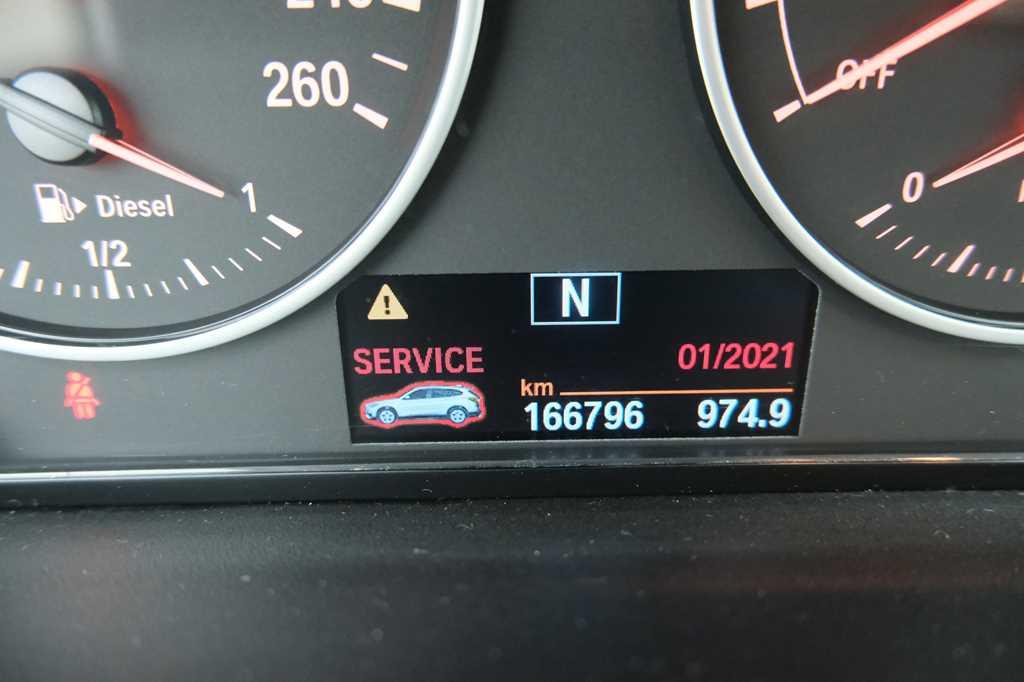 260
OFF
1
0
Diesel
1/2
N
SERVICE
01/2021
km
166796
974.9